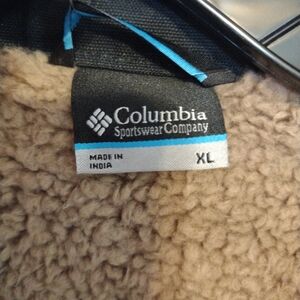 Columbia
Sportswear Company
MADE IN
INDIA
XL